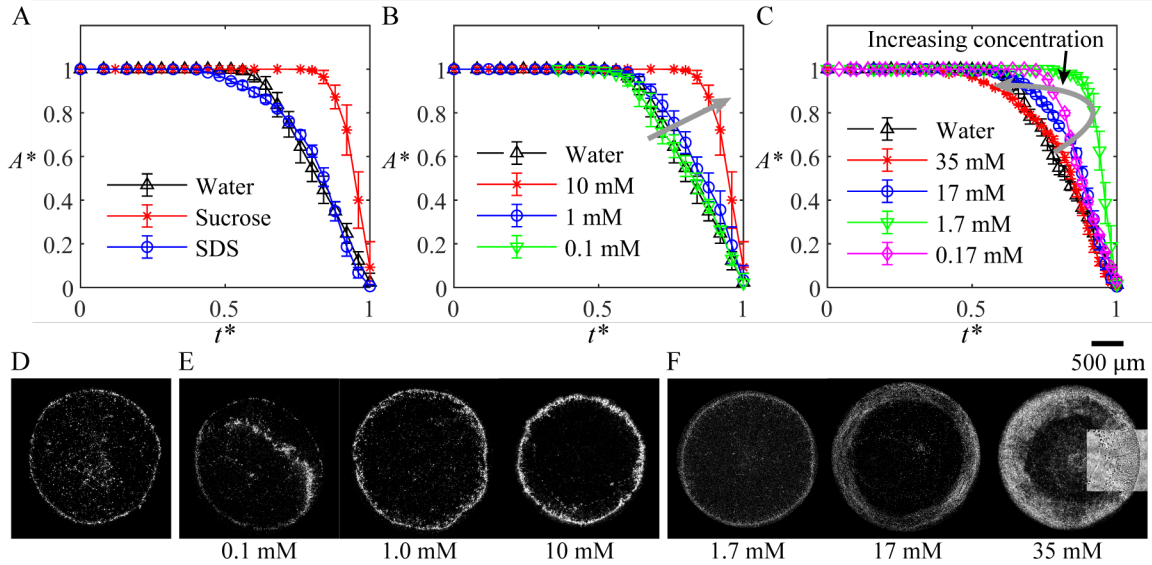 A
B
C
A*
1
0.8
0.6
0.4
0.2
0
Water
Sucrose
SDS
0
0.5
1
t*
A*
1
0.8
0.6
0.4
0.2
0
Water
10 mM
1 mM
0.1 mM
0
0.5
1
t*
Increasing concentration
A*
1
0.8
0.6
0.4
0.2
0
Water
35 mM
17 mM
1.7 mM
0.17 mM
0
0.5
1
t*
500 μm
D
E
F
0.1 mM
1.0 mM
10 mM
1.7 mM
17 mM
35 mM